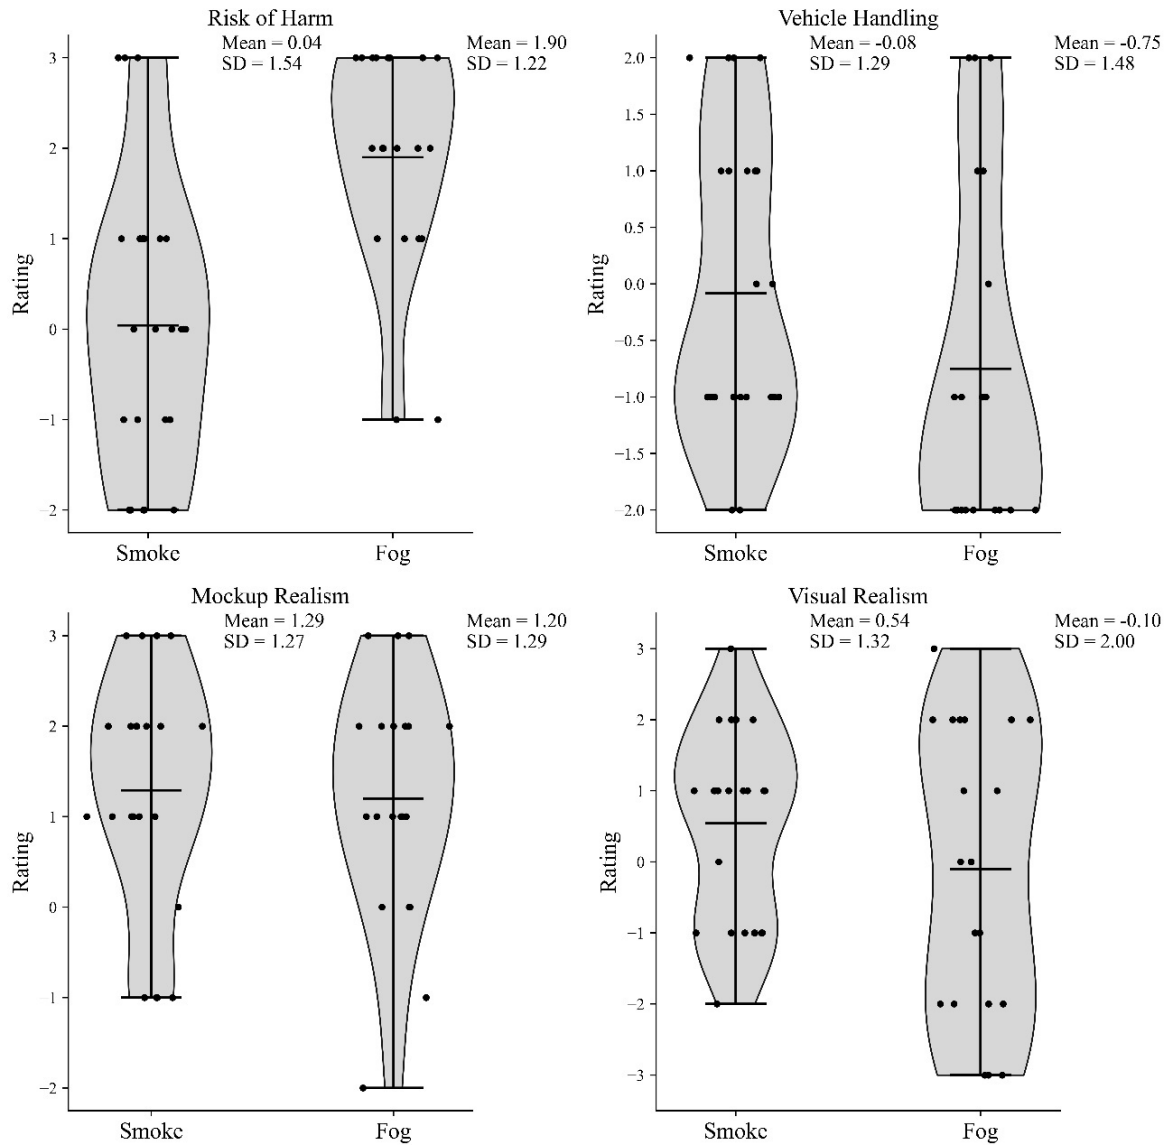 Risk of Harm
Mean = 0.04
SD = 1.54
Mean = 1.90
SD = 1.22
Rating
3
2
1
0
−1
−2
Smoke
Fog
Vehicle Handling
Mean = -0.08
SD = 1.29
Mean = -0.75
SD = 1.48
Rating
2.0
1.5
1.0
0.5
0.0
−0.5
−1.0
−1.5
−2.0
Smoke
Fog
Mockup Realism
Mean = 1.29
SD = 1.27
Mean = 1.20
SD = 1.29
Rating
3
2
1
0
−1
−2
Smoke
Fog
Visual Realism
Mean = 0.54
SD = 1.32
Mean = -0.10
SD = 2.00
Rating
3
2
1
0
−1
−2
−3
Smoke
Fog